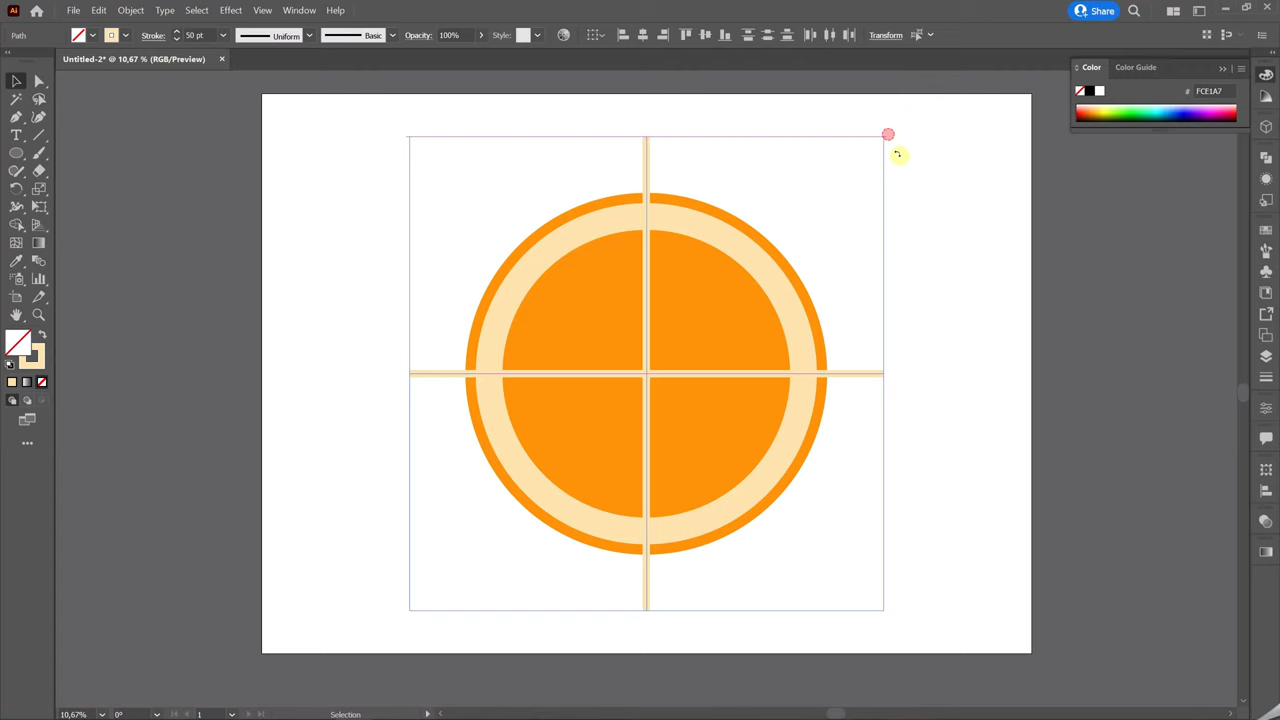 Ai File Edit Object Type Select Effect View Window Help Share
Path Stroke: 50 pt Uniform Basic Opacity: 100% Style: Transform
Untitled-2* @ 10,67 % (RGB/Preview) ×
Color Color Guide
# FCE1A7
10,67% 0° 1 Selection